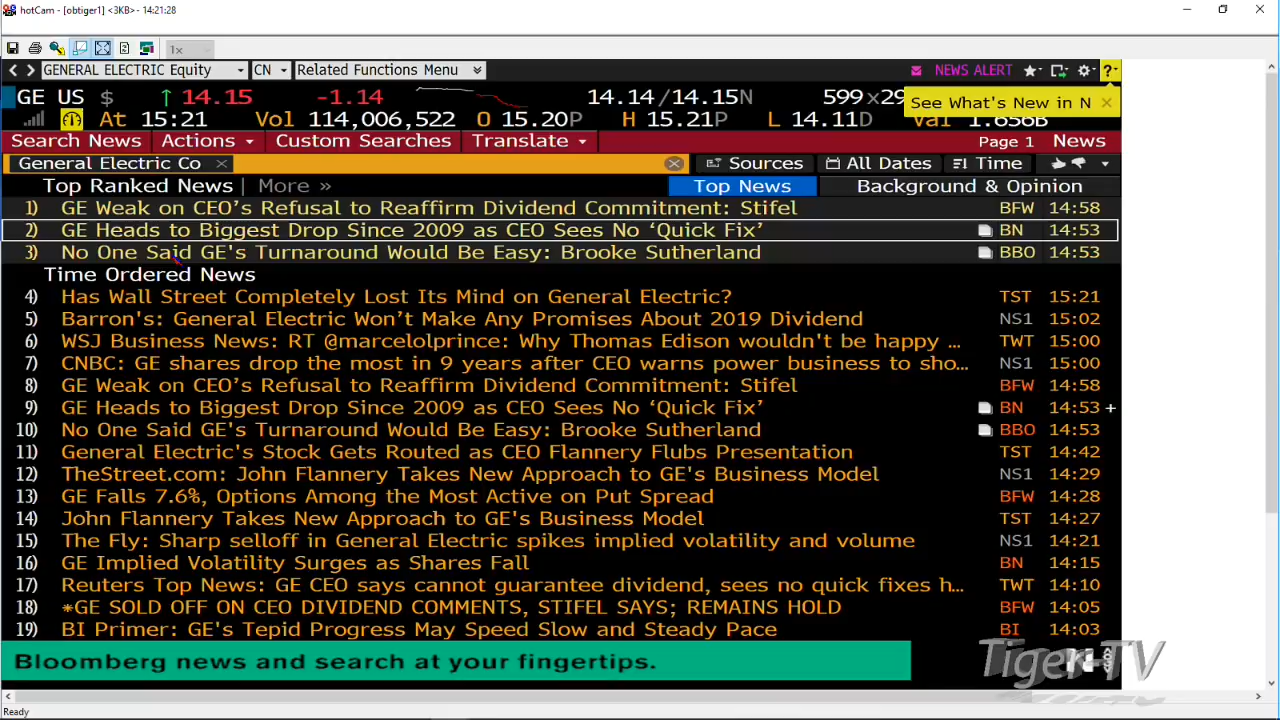 hotCam - [obtiger1] <3KB> - 14:21:28
1x
GENERAL ELECTRIC Equity CN Related Functions Menu NEWS ALERT ?
GE US $ ↑ 14.15 -1.14 14.14/14.15N 599 x 29
See What's New in N ×
At 15:21 Vol 114,006,522 O 15.20P H 15.21P L 14.11D Val 1.656B
Search News Actions Custom Searches Translate Page 1 News
General Electric Co × Sources All Dates Time
Top Ranked News | More » Top News Background & Opinion
1) GE Weak on CEO’s Refusal to Reaffirm Dividend Commitment: Stifel BFW 14:58
2) GE Heads to Biggest Drop Since 2009 as CEO Sees No ‘Quick Fix’ BN 14:53
3) No One Said GE's Turnaround Would Be Easy: Brooke Sutherland BBO 14:53
Time Ordered News
4) Has Wall Street Completely Lost Its Mind on General Electric? TST 15:21
5) Barron's: General Electric Won’t Make Any Promises About 2019 Dividend NS1 15:02
6) WSJ Business News: RT @marcelolprince: Why Thomas Edison wouldn't be happy … TWT 15:00
7) CNBC: GE shares drop the most in 9 years after CEO warns power business to sho… NS1 15:00
8) GE Weak on CEO’s Refusal to Reaffirm Dividend Commitment: Stifel BFW 14:58
9) GE Heads to Biggest Drop Since 2009 as CEO Sees No ‘Quick Fix’ BN 14:53 +
10) No One Said GE's Turnaround Would Be Easy: Brooke Sutherland BBO 14:53
11) General Electric's Stock Gets Routed as CEO Flannery Flubs Presentation TST 14:42
12) TheStreet.com: John Flannery Takes New Approach to GE's Business Model NS1 14:29
13) GE Falls 7.6%, Options Among the Most Active on Put Spread BFW 14:28
14) John Flannery Takes New Approach to GE's Business Model TST 14:27
15) The Fly: Sharp selloff in General Electric spikes implied volatility and volume NS1 14:21
16) GE Implied Volatility Surges as Shares Fall BN 14:15
17) Reuters Top News: GE CEO says cannot guarantee dividend, sees no quick fixes h… TWT 14:10
18) *GE SOLD OFF ON CEO DIVIDEND COMMENTS, STIFEL SAYS; REMAINS HOLD BFW 14:05
19) BI Primer: GE's Tepid Progress May Speed Slow and Steady Pace BI 14:03
Bloomberg news and search at your fingertips.
Tiger-TV
Ready